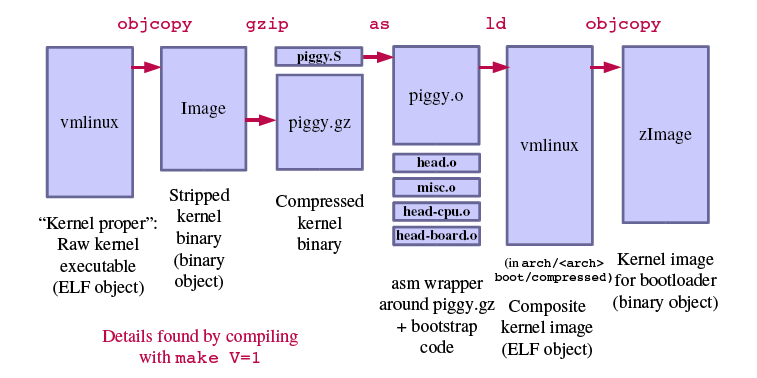 objcopy gzip as ld objcopy
vmlinux
Image
piggy.S
piggy.gz
piggy.o
head.o
misc.o
head-cpu.o
head-board.o
vmlinux
zImage
“Kernel proper”:
Raw kernel
executable
(ELF object)
Stripped
kernel
binary
(binary
object)
Compressed
kernel
binary
asm wrapper
around piggy.gz
+ bootstrap
code
(in arch/<arch>
boot/compressed)
Composite
kernel image
(ELF object)
Kernel image
for bootloader
(binary object)
Details found by compiling
with make V=1